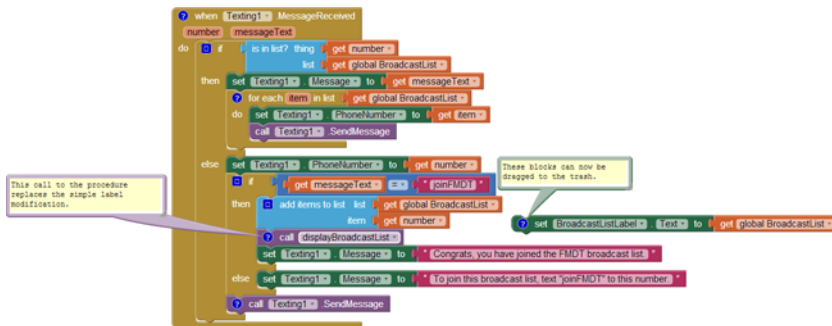 when Texting1 .MessageReceived
number messageText
do if is in list? thing get number
list get global BroadcastList
then set Texting1 . Message to get messageText
for each item in list get global BroadcastList
do set Texting1 . PhoneNumber to get item
call Texting1 .SendMessage
else set Texting1 . PhoneNumber to get number
if get messageText = " joinFMDT "
then add items to list list get global BroadcastList
item get number
call displayBroadcastList
set Texting1 . Message to " Congrats, you have joined the FMDT broadcast list. "
else set Texting1 . Message to " To join this broadcast list, text "joinFMDT" to this number. "
call Texting1 .SendMessage
This call to the procedure
replaces the simple label
modification.
These blocks can now be
dragged to the trash.
set BroadcastListLabel . Text to get global BroadcastList